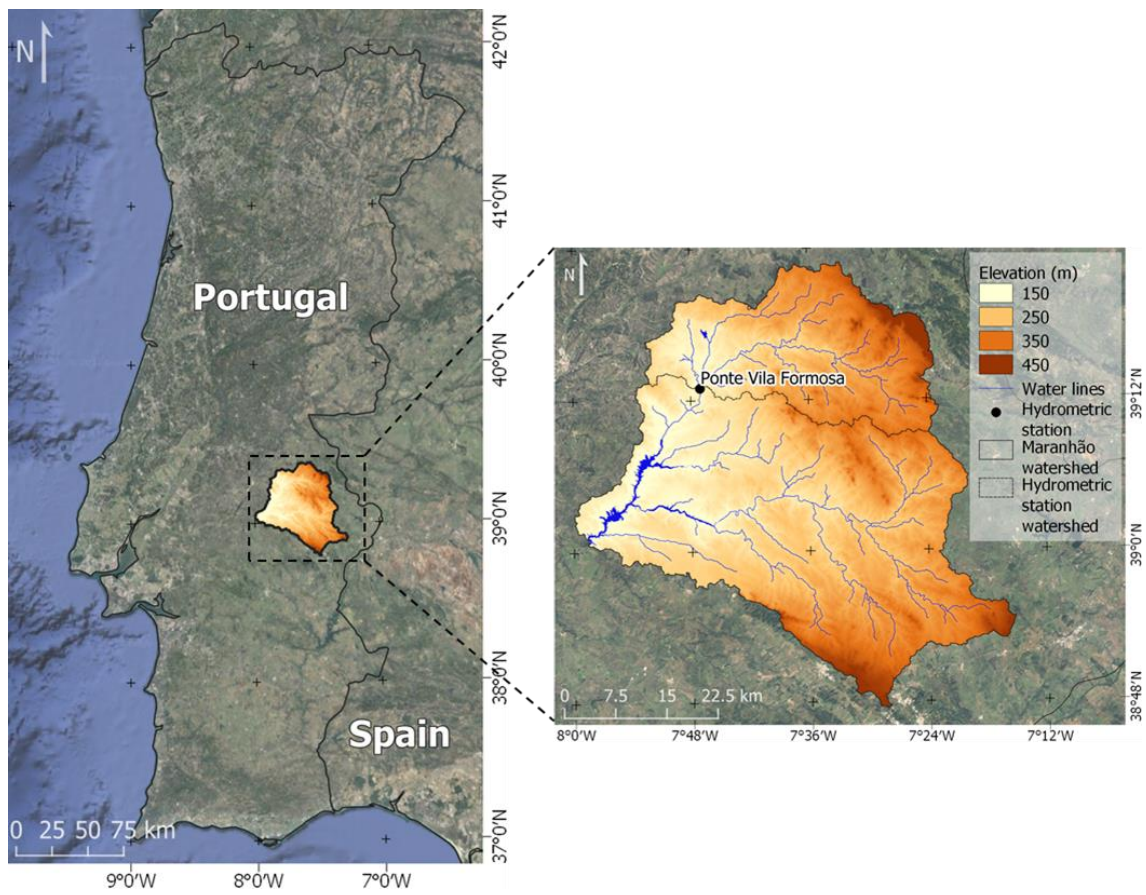 N
Portugal
Spain
0 25 50 75 km
9°0'W 8°0'W 7°0'W
42°0'N
41°0'N
40°0'N
39°0'N
38°0'N
37°0'N
N
Elevation (m)
150
250
350
450
Water lines
Hydrometric
station
Maranhão
watershed
Hydrometric
station
watershed
Ponte Vila Formosa
0 7.5 15 22.5 km
8°0'W 7°48'W 7°36'W 7°24'W 7°12'W
39°12'N
39°0'N
38°48'N